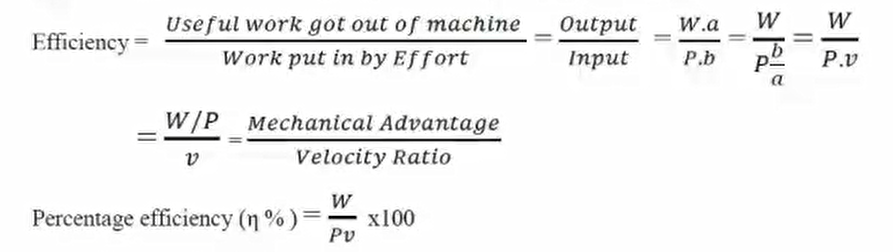 Efficiency = Useful work got out of machine / Work put in by Effort = Output / Input = W.a / P.b = W / P b/a = W / P.v
= W/P / v = Mechanical Advantage / Velocity Ratio
Percentage efficiency (η % ) = W / Pv x100